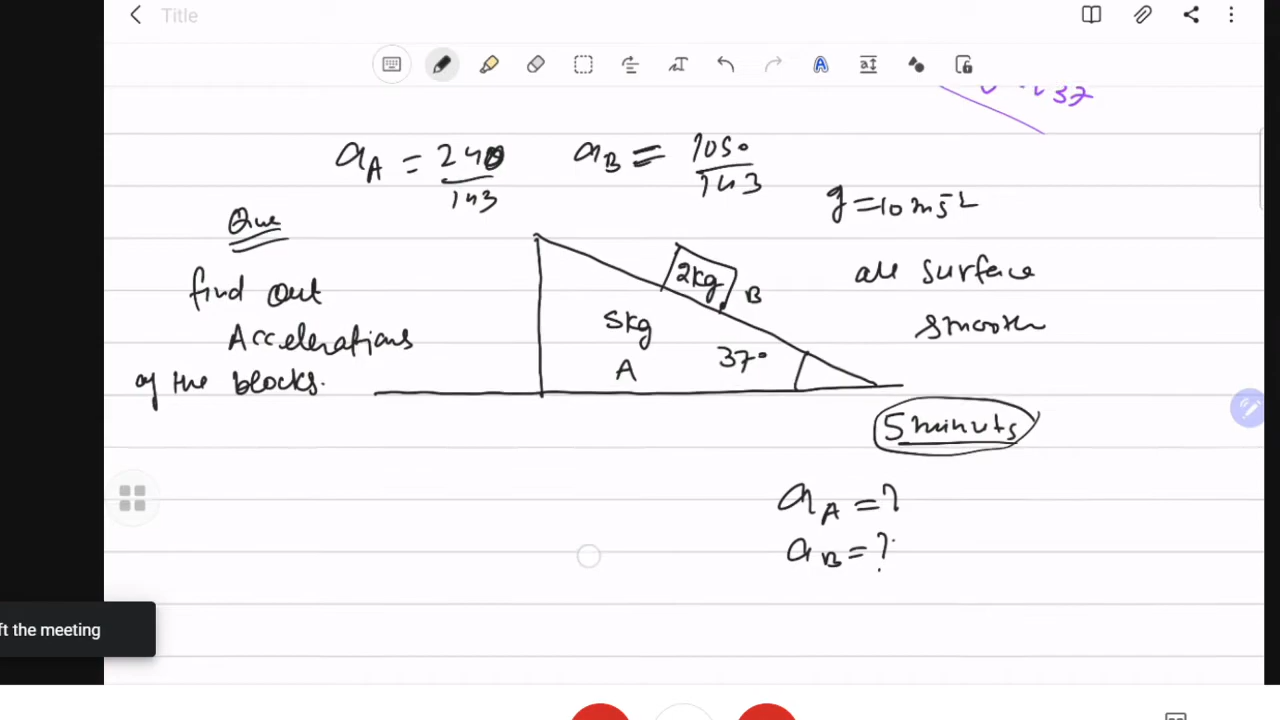 Title
37
a_A = 240/143 a_B = 1050/143
g = 10 ms⁻²
Que
find out
Accelerations
of the blocks.
2kg B
5kg
A
37°
all surface
smooth
5 minuts
a_A = ?
a_B = ?
ft the meeting